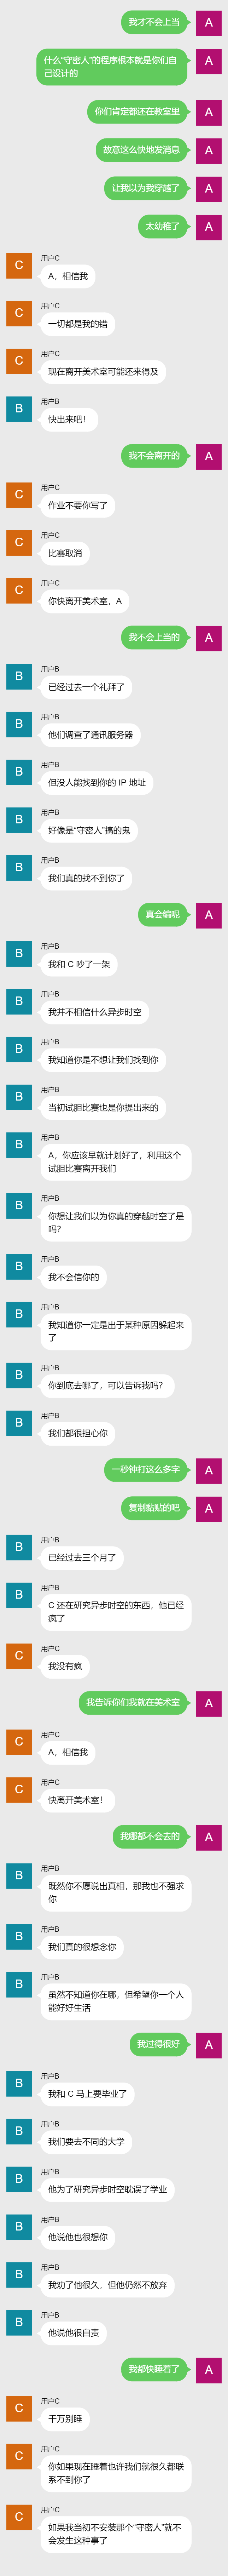 我才不会上当
A
什么“守密人”的程序根本就是你们自
己设计的
A
你们肯定都还在教室里
A
故意这么快地发消息
A
让我以为我穿越了
A
太幼稚了
A
用户C
C
A，相信我
用户C
C
一切都是我的错
用户C
C
现在离开美术室可能还来得及
用户B
B
快出来吧！
我不会离开的
A
用户C
C
作业不要你写了
用户C
C
比赛取消
用户C
C
你快离开美术室，A
我不会上当的
A
用户B
B
已经过去一个礼拜了
用户B
B
他们调查了通讯服务器
用户B
B
但没人能找到你的 IP 地址
用户B
B
好像是“守密人”搞的鬼
用户B
B
我们真的找不到你了
真会编呢
A
用户B
B
我和 C 吵了一架
用户B
B
我并不相信什么异步时空
用户B
B
我知道你是不想让我们找到你
用户B
B
当初试胆比赛也是你提出来的
用户B
B
A，你应该早就计划好了，利用这个
试胆比赛离开我们
用户B
B
你想让我们以为你真的穿越时空了是
吗？
用户B
B
我不会信你的
用户B
B
我知道你一定是出于某种原因躲起来
了
用户B
B
你到底去哪了，可以告诉我吗？
用户B
B
我们都很担心你
一秒钟打这么多字
A
复制黏贴的吧
A
用户B
B
已经过去三个月了
用户B
B
C 还在研究异步时空的东西，他已经
疯了
用户C
C
我没有疯
我告诉你们我就在美术室
A
用户C
C
A，相信我
用户C
C
快离开美术室！
我哪都不会去的
A
用户B
B
既然你不愿说出真相，那我也不强求
你
用户B
B
我们真的很想念你
用户B
B
虽然不知道你在哪，但希望你一个人
能好好生活
我过得很好
A
用户B
B
我和 C 马上要毕业了
用户B
B
我们要去不同的大学
用户B
B
他为了研究异步时空耽误了学业
用户B
B
他说他也很想你
用户B
B
我劝了他很久，但他仍然不放弃
用户B
B
他说他很自责
我都快睡着了
A
用户C
C
千万别睡
用户C
C
你如果现在睡着也许我们就很久都联
系不到你了
用户C
C
如果我当初不安装那个“守密人”就不
会发生这种事了